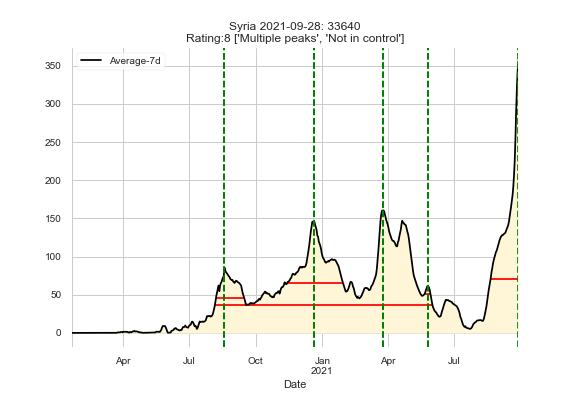 Syria 2021-09-28: 33640
Rating:8 ['Multiple peaks', 'Not in control']
Average-7d
350
300
250
200
150
100
50
0
Apr
Jul
Oct
Jan
2021
Apr
Jul
Date